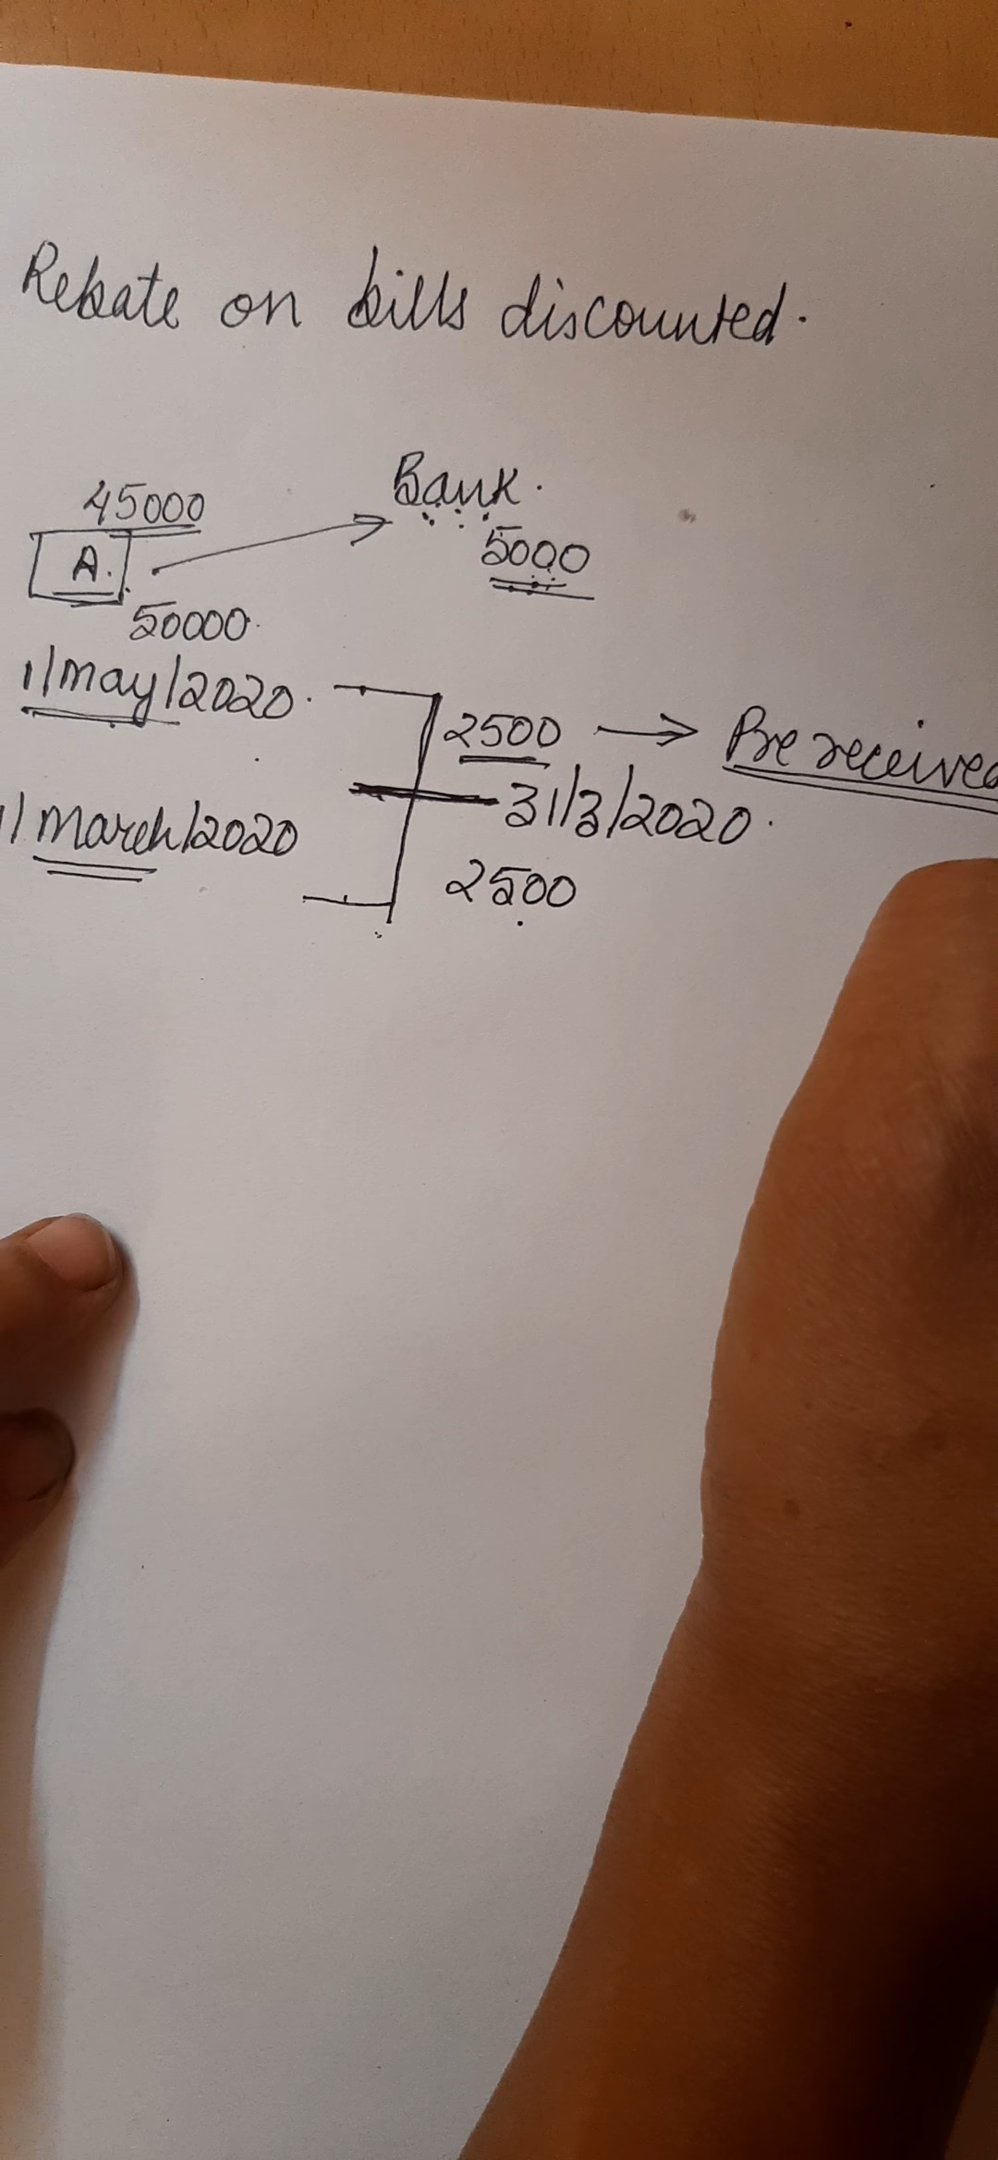 Rebate on bills discounted.
45000
Bank.
A.
5000
50000.
1/may/2020.
2500 → Pre received
31/3/2020.
1/march/2020
2500